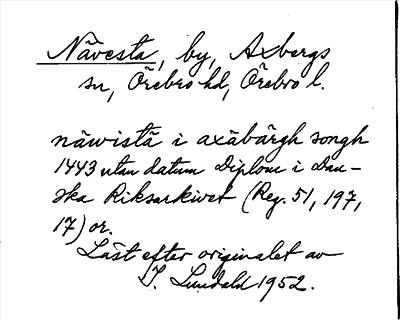 Nävesta, by, Axbergs
sn, Örebro hd, Örebro l.
näwistä i axäbärgh songh
1443 utan datum Diplom i Dan-
ska Riksarkivet (Reg. 51, 197,
17) or.
Läst efter originalet av
I. Lundahl 1952.